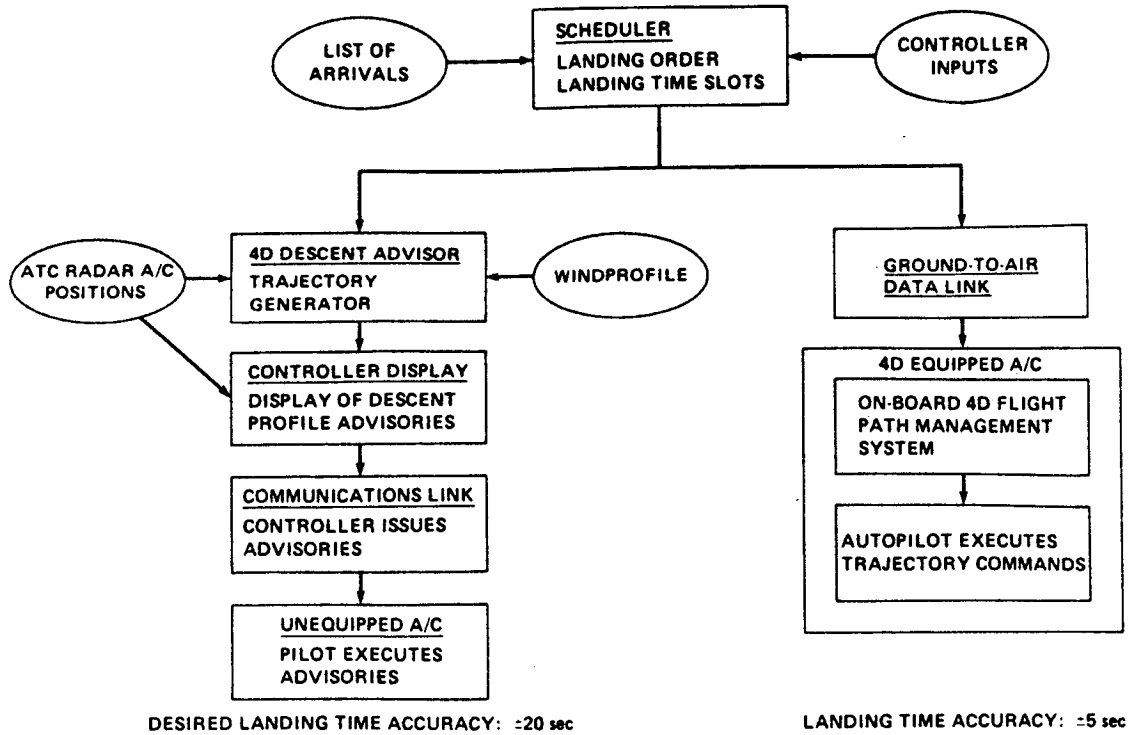 LIST OF
ARRIVALS
SCHEDULER
LANDING ORDER
LANDING TIME SLOTS
CONTROLLER
INPUTS
ATC RADAR A/C
POSITIONS
4D DESCENT ADVISOR
TRAJECTORY
GENERATOR
WINDPROFILE
GROUND-TO-AIR
DATA LINK
CONTROLLER DISPLAY
DISPLAY OF DESCENT
PROFILE ADVISORIES
4D EQUIPPED A/C
ON-BOARD 4D FLIGHT
PATH MANAGEMENT
SYSTEM
COMMUNICATIONS LINK
CONTROLLER ISSUES
ADVISORIES
AUTOPILOT EXECUTES
TRAJECTORY COMMANDS
UNEQUIPPED A/C
PILOT EXECUTES
ADVISORIES
DESIRED LANDING TIME ACCURACY: ±20 sec
LANDING TIME ACCURACY: ±5 sec